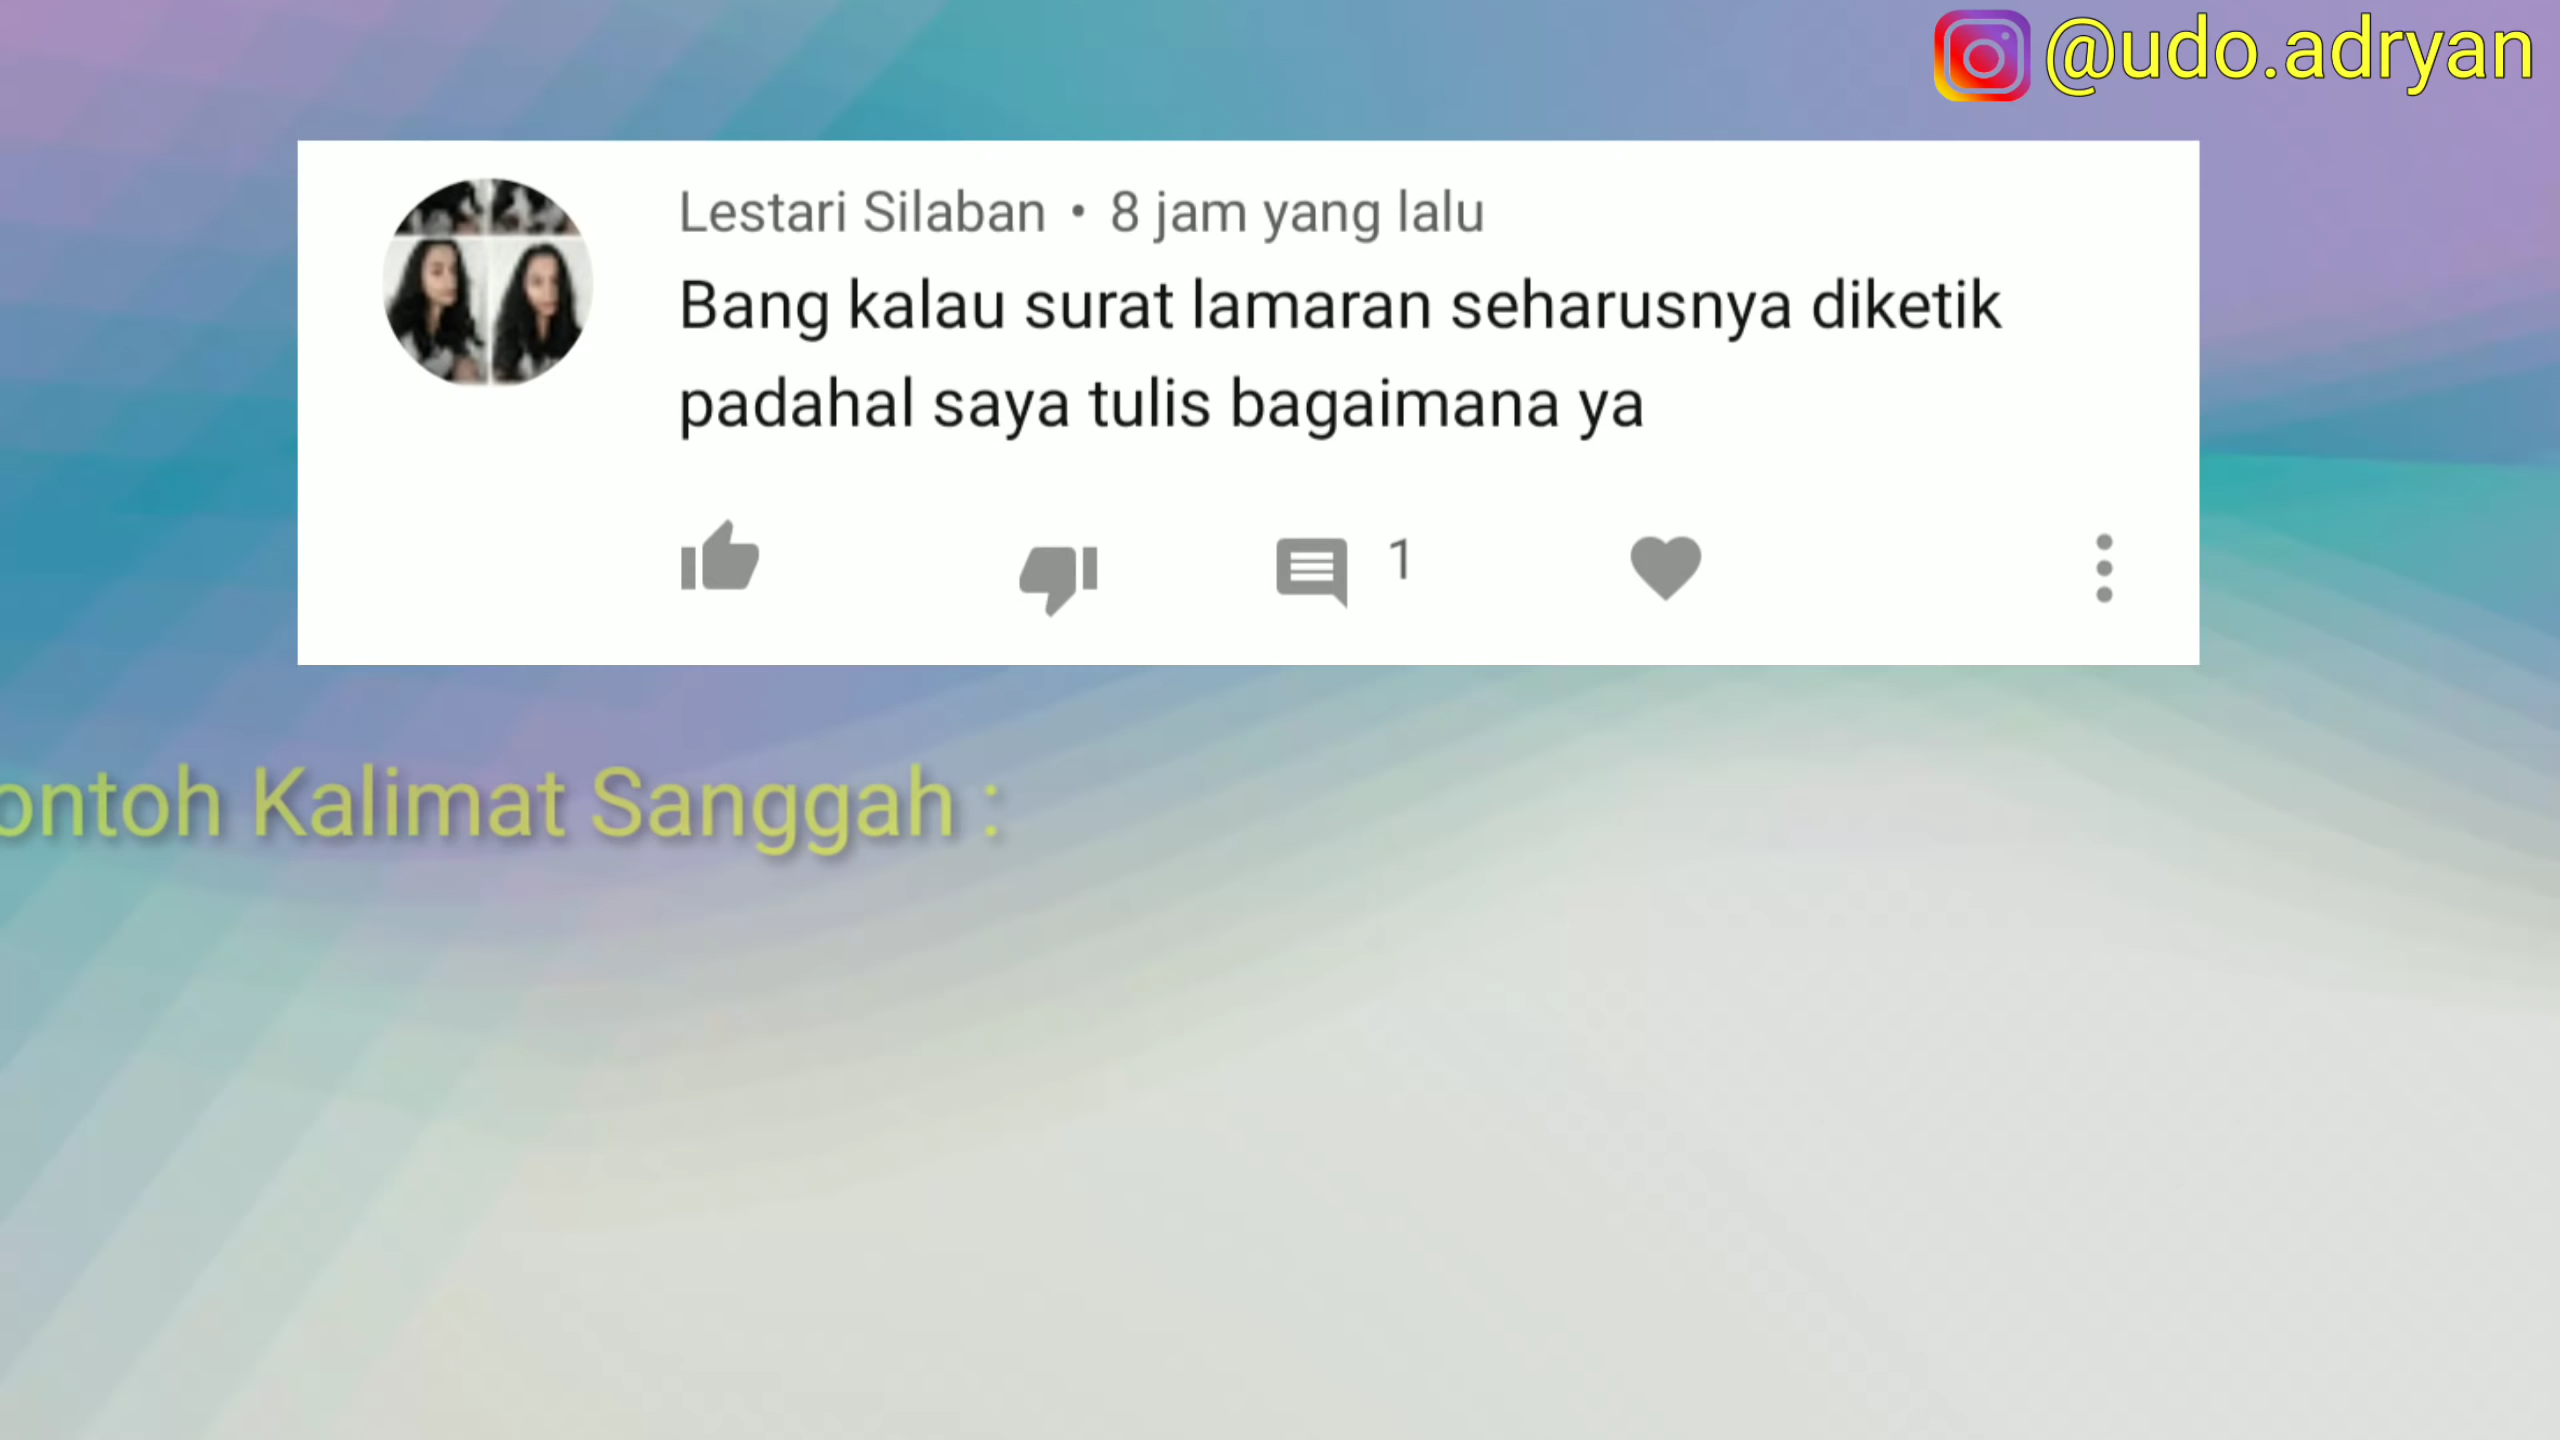 @udo.adryan
Lestari Silaban • 8 jam yang lalu
Bang kalau surat lamaran seharusnya diketik
padahal saya tulis bagaimana ya
1
ontoh Kalimat Sanggah :